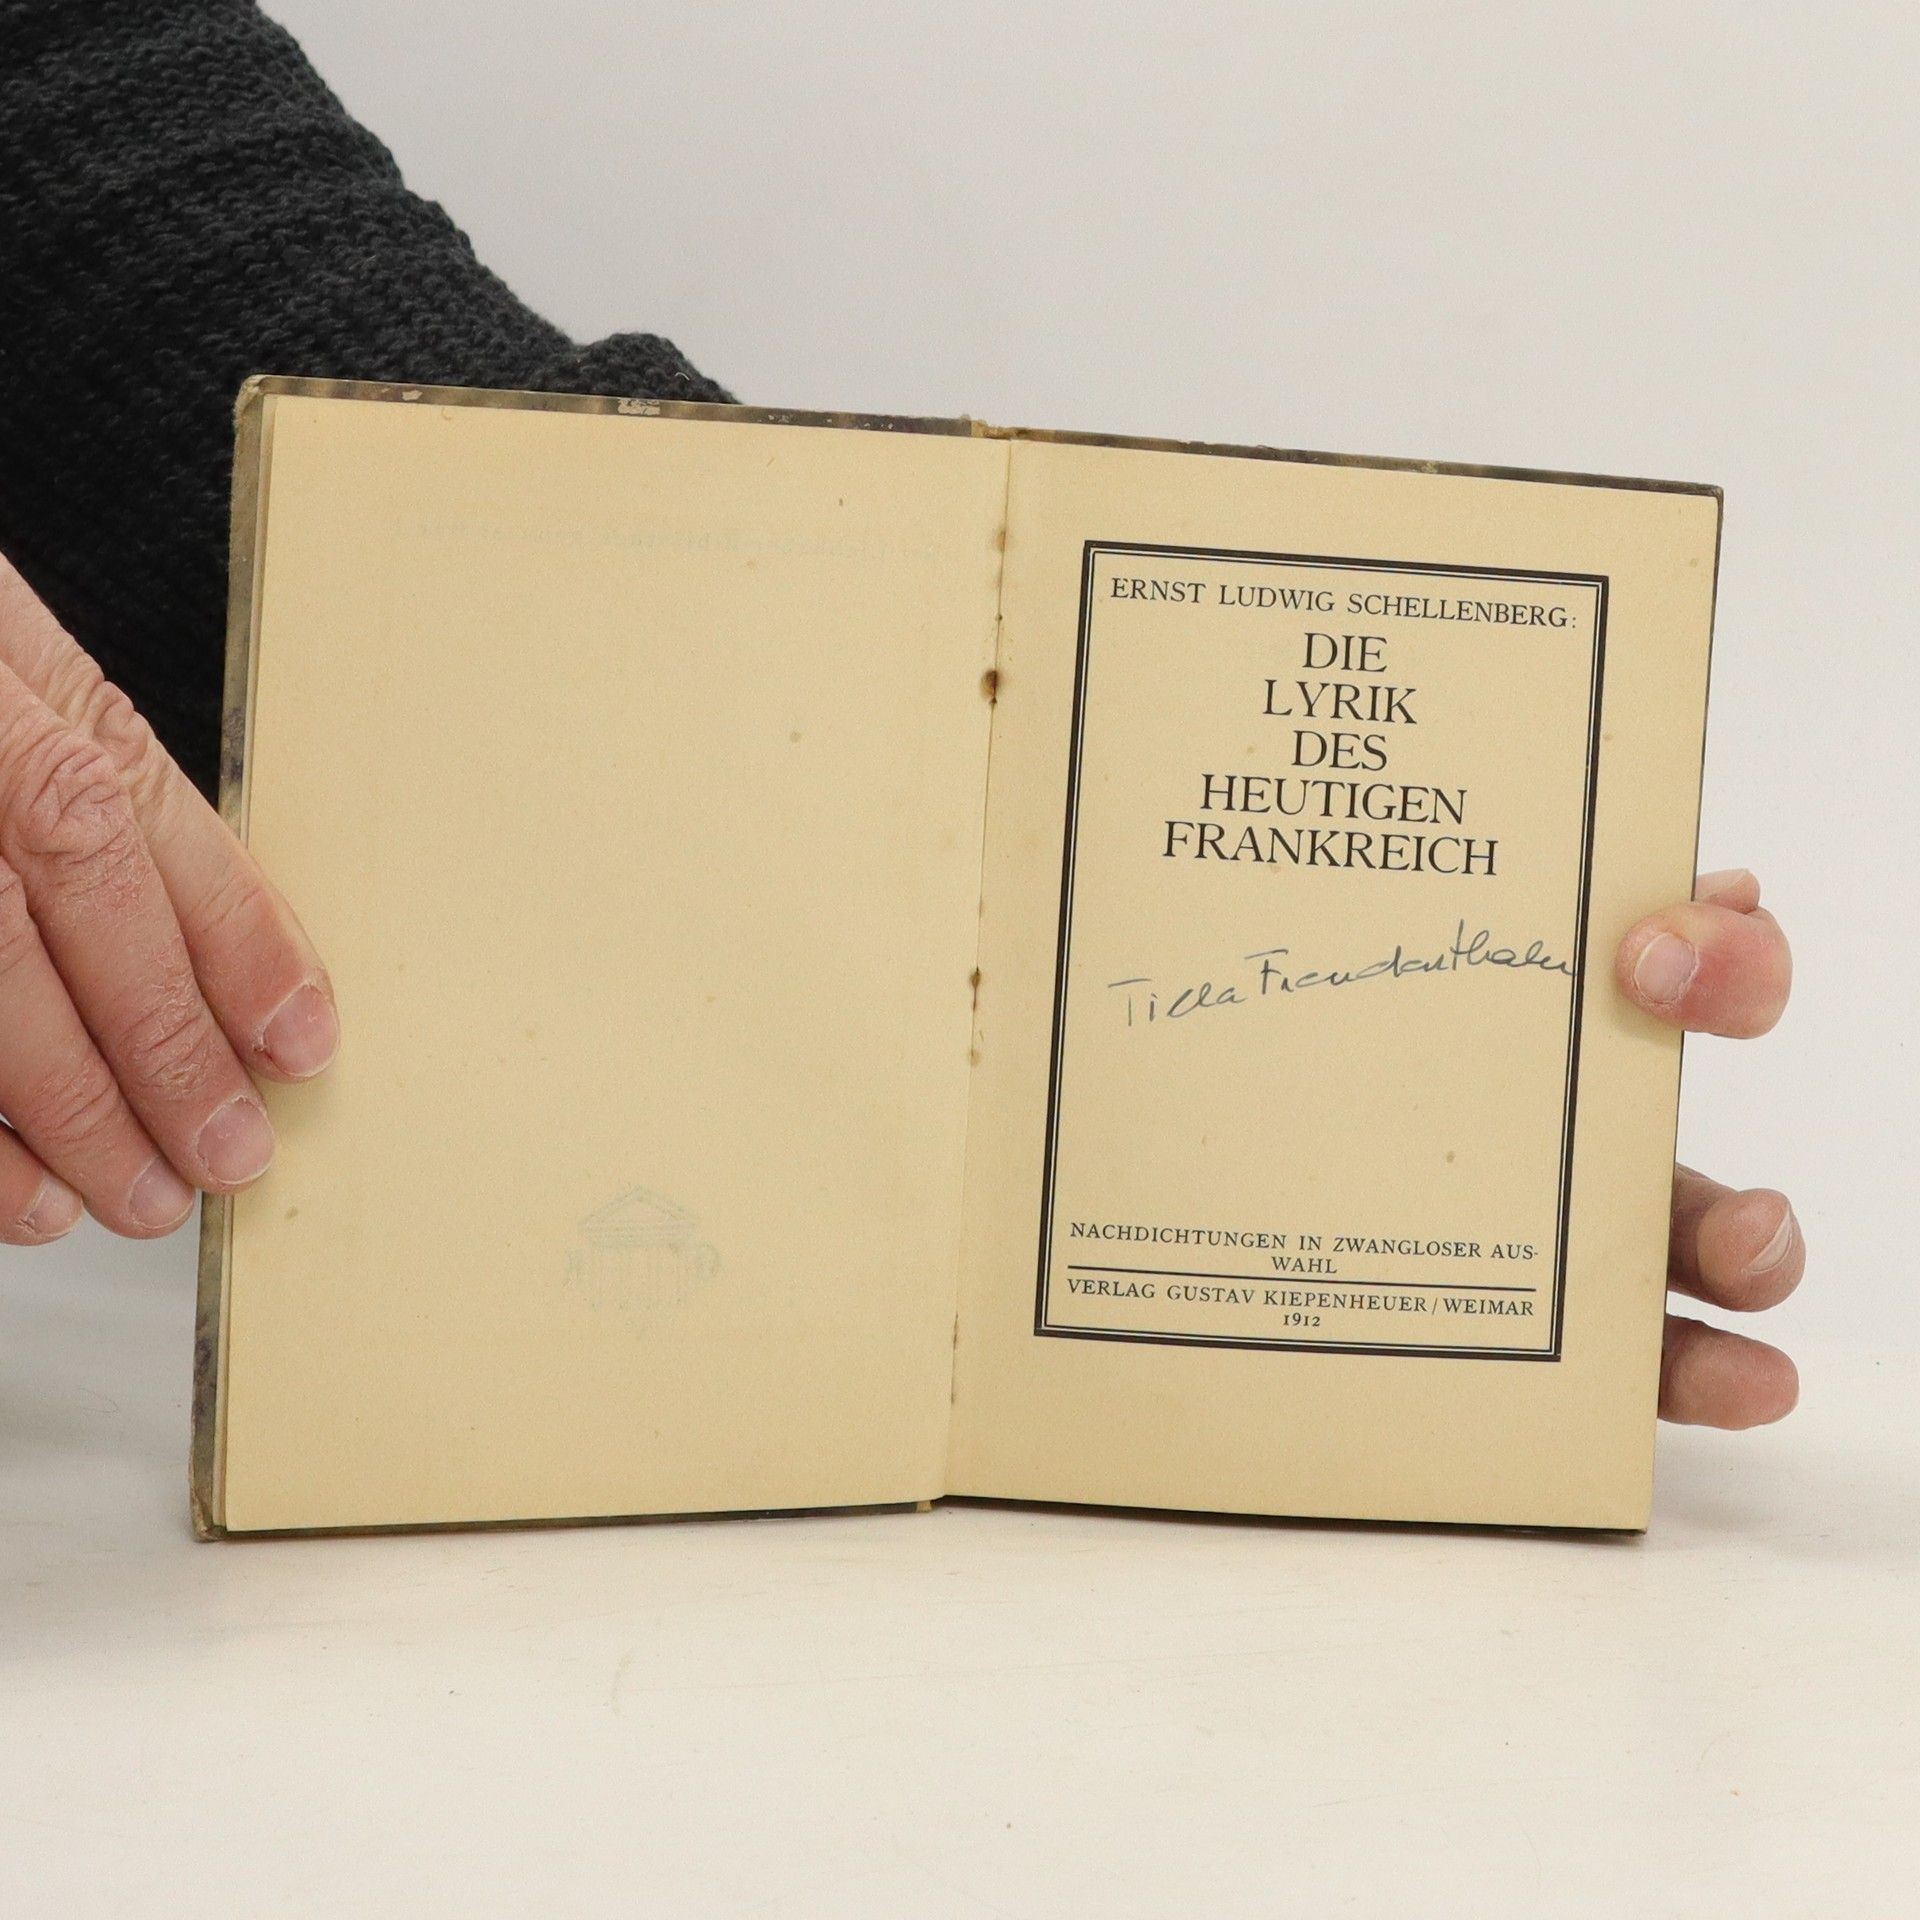 ERNST LUDWIG SCHELLENBERG:
DIE
LYRIK
DES
HEUTIGEN
FRANKREICH
Tilla Freudenthaler
NACHDICHTUNGEN IN ZWANGLOSER AUS-
WAHL
VERLAG GUSTAV KIEPENHEUER / WEIMAR
1912